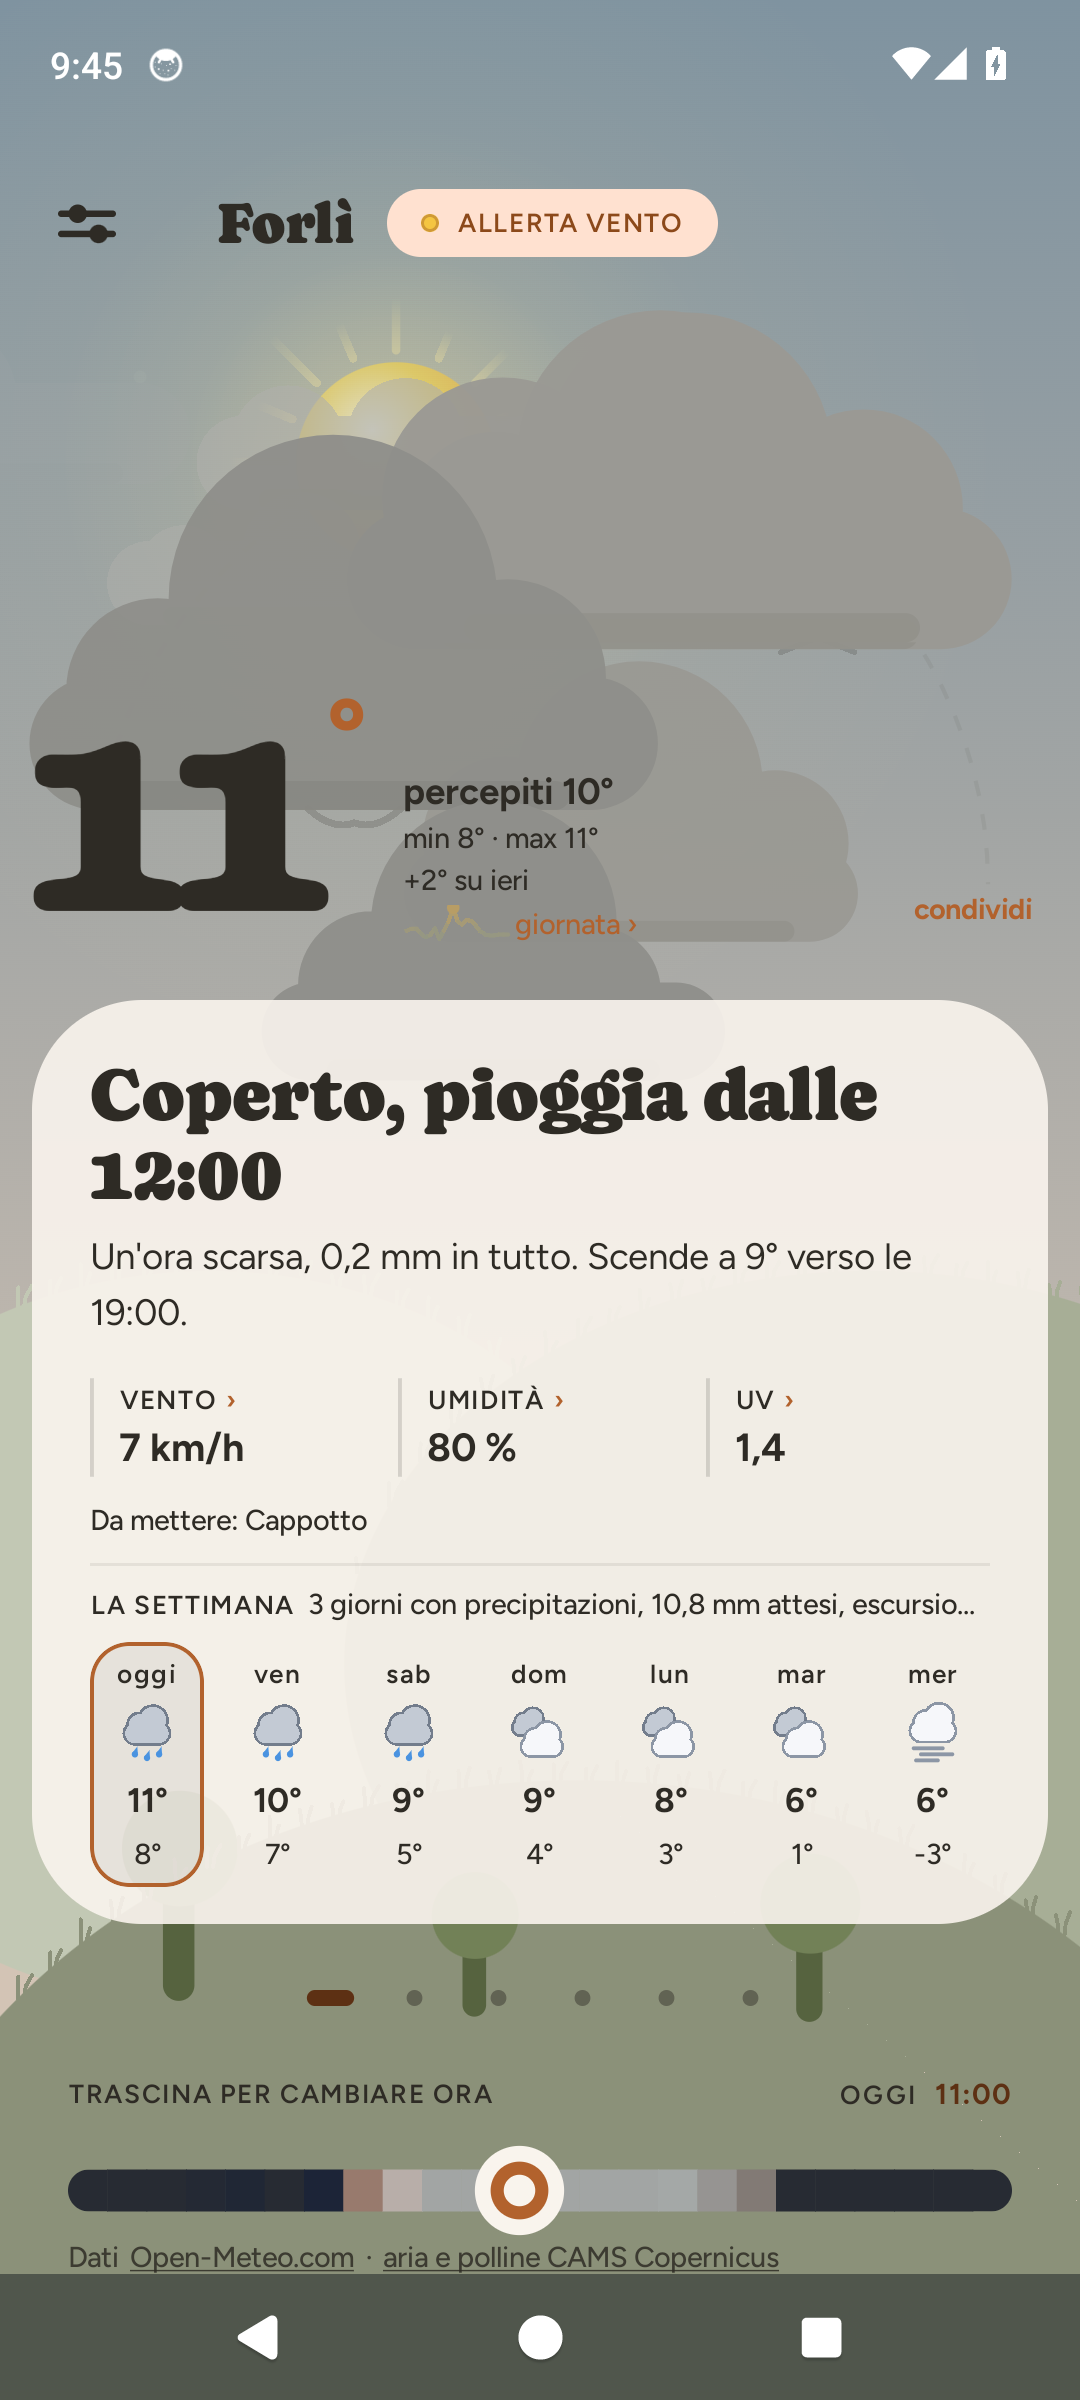 9:45
Forlì
ALLERTA VENTO
11°
percepiti 10°
min 8° · max 11°
+2° su ieri
giornata ›
condividi
Coperto, pioggia dalle
12:00
Un'ora scarsa, 0,2 mm in tutto. Scende a 9° verso le
19:00.
VENTO › UMIDITÀ › UV ›
7 km/h 80 % 1,4
Da mettere: Cappotto
LA SETTIMANA 3 giorni con precipitazioni, 10,8 mm attesi, escursio...
oggi ven sab dom lun mar mer
11° 10° 9° 9° 8° 6° 6°
8° 7° 5° 4° 3° 1° -3°
TRASCINA PER CAMBIARE ORA OGGI 11:00
Dati Open-Meteo.com · aria e polline CAMS Copernicus